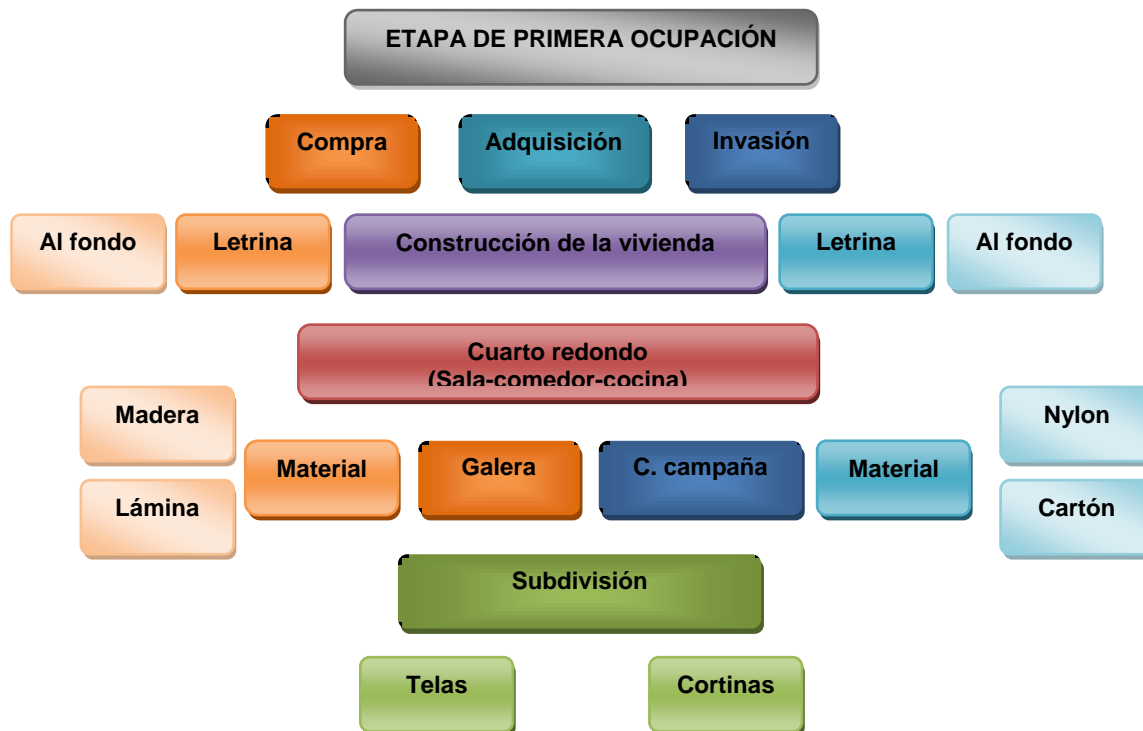 ETAPA DE PRIMERA OCUPACIÓN
Compra
Adquisición
Invasión
Al fondo
Letrina
Construcción de la vivienda
Letrina
Al fondo
Cuarto redondo
(Sala-comedor-cocina)
Madera
Nylon
Material
Galera
C. campaña
Material
Lámina
Cartón
Subdivisión
Telas
Cortinas